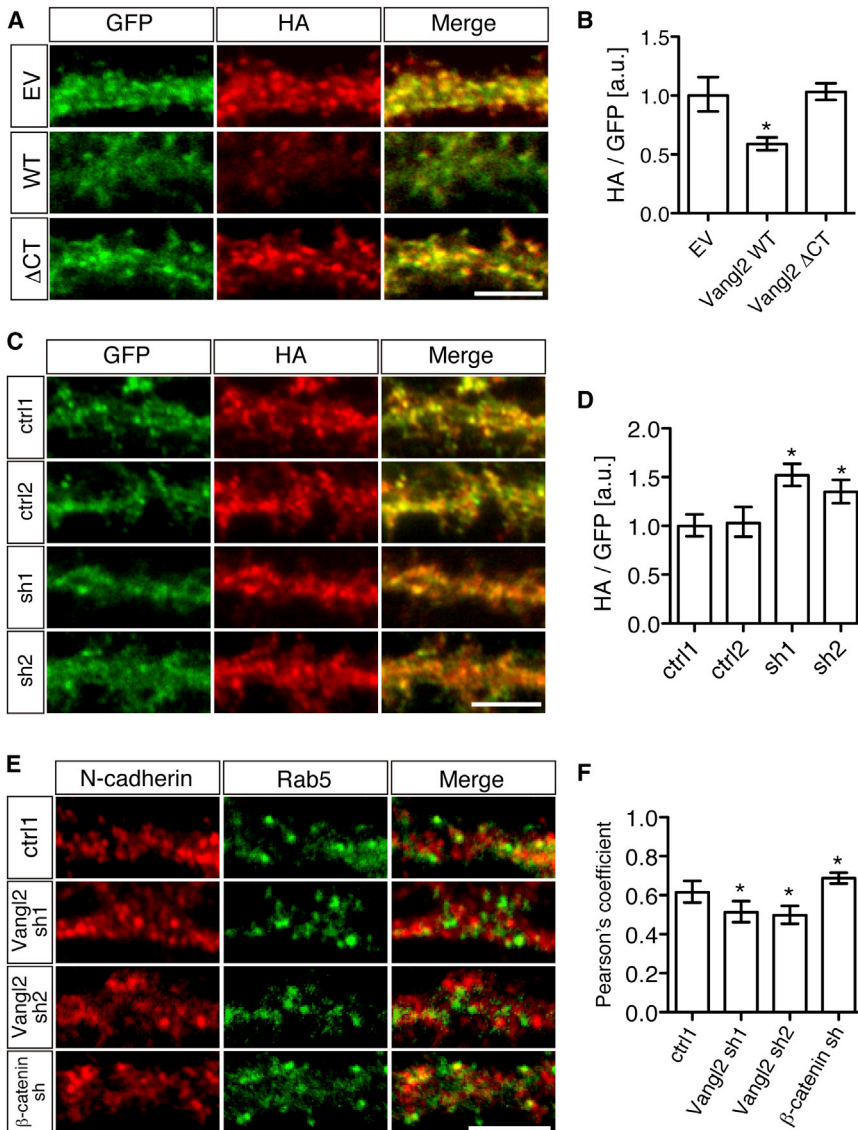 A
GFP HA Merge
EV
WT
ΔCT
B
HA / GFP [a.u.]
1.5
1.0
0.5
0.0
*
EV
Vangl2 WT
Vangl2 ΔCT
C
GFP HA Merge
ctrl1
ctrl2
sh1
sh2
D
HA / GFP [a.u.]
2.0
1.5
1.0
0.5
0.0
* *
ctrl1
ctrl2
sh1
sh2
E
N-cadherin Rab5 Merge
ctrl1
Vangl2
sh1
Vangl2
sh2
β-catenin
sh
F
Pearson's coefficient
1.0
0.8
0.6
0.4
0.2
0.0
* * *
ctrl1
Vangl2 sh1
Vangl2 sh2
β-catenin sh